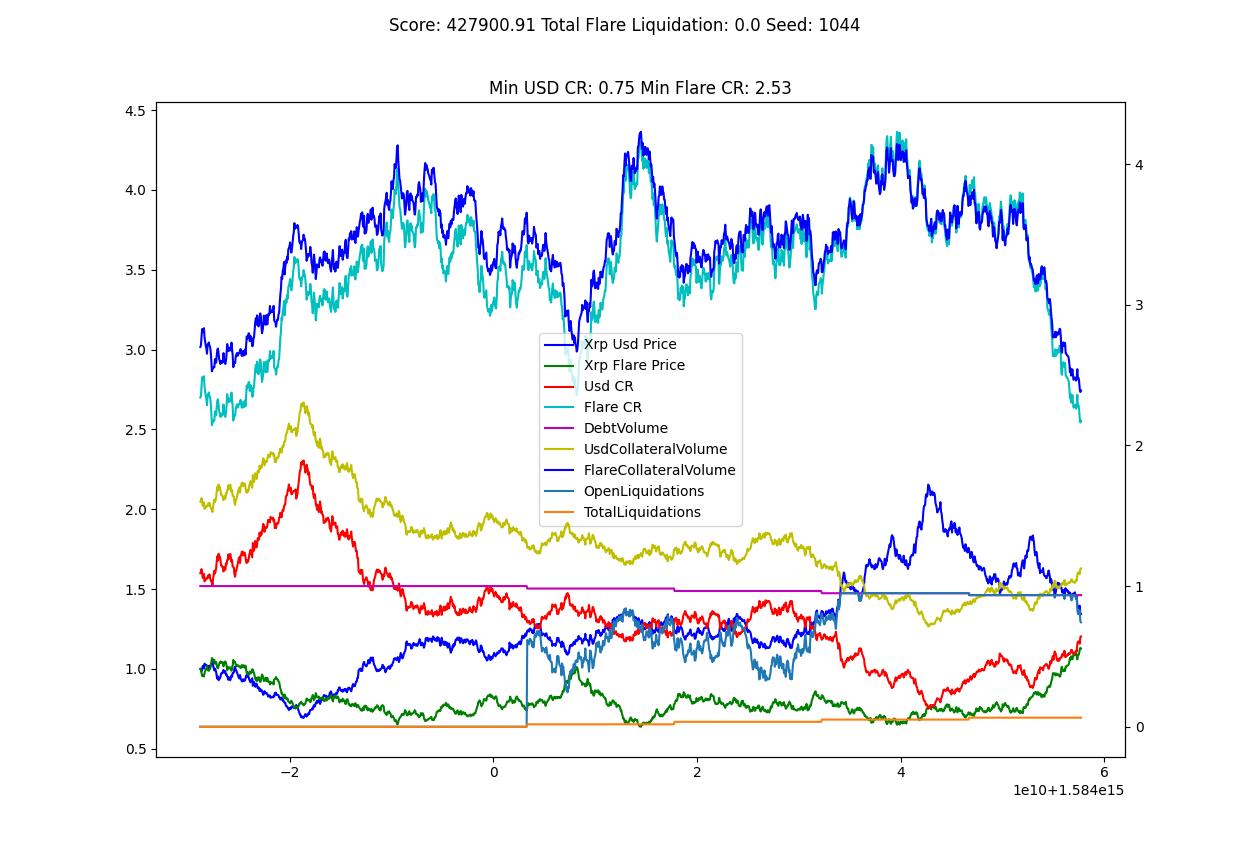 Score: 427900.91 Total Flare Liquidation: 0.0 Seed: 1044
Min USD CR: 0.75 Min Flare CR: 2.53
4.5
4.0
3.5
3.0
2.5
2.0
1.5
1.0
0.5
4
3
2
1
0
Xrp Usd Price
Xrp Flare Price
Usd CR
Flare CR
DebtVolume
UsdCollateralVolume
FlareCollateralVolume
OpenLiquidations
TotalLiquidations
−2 0 2 4 6
1e10+1.584e15